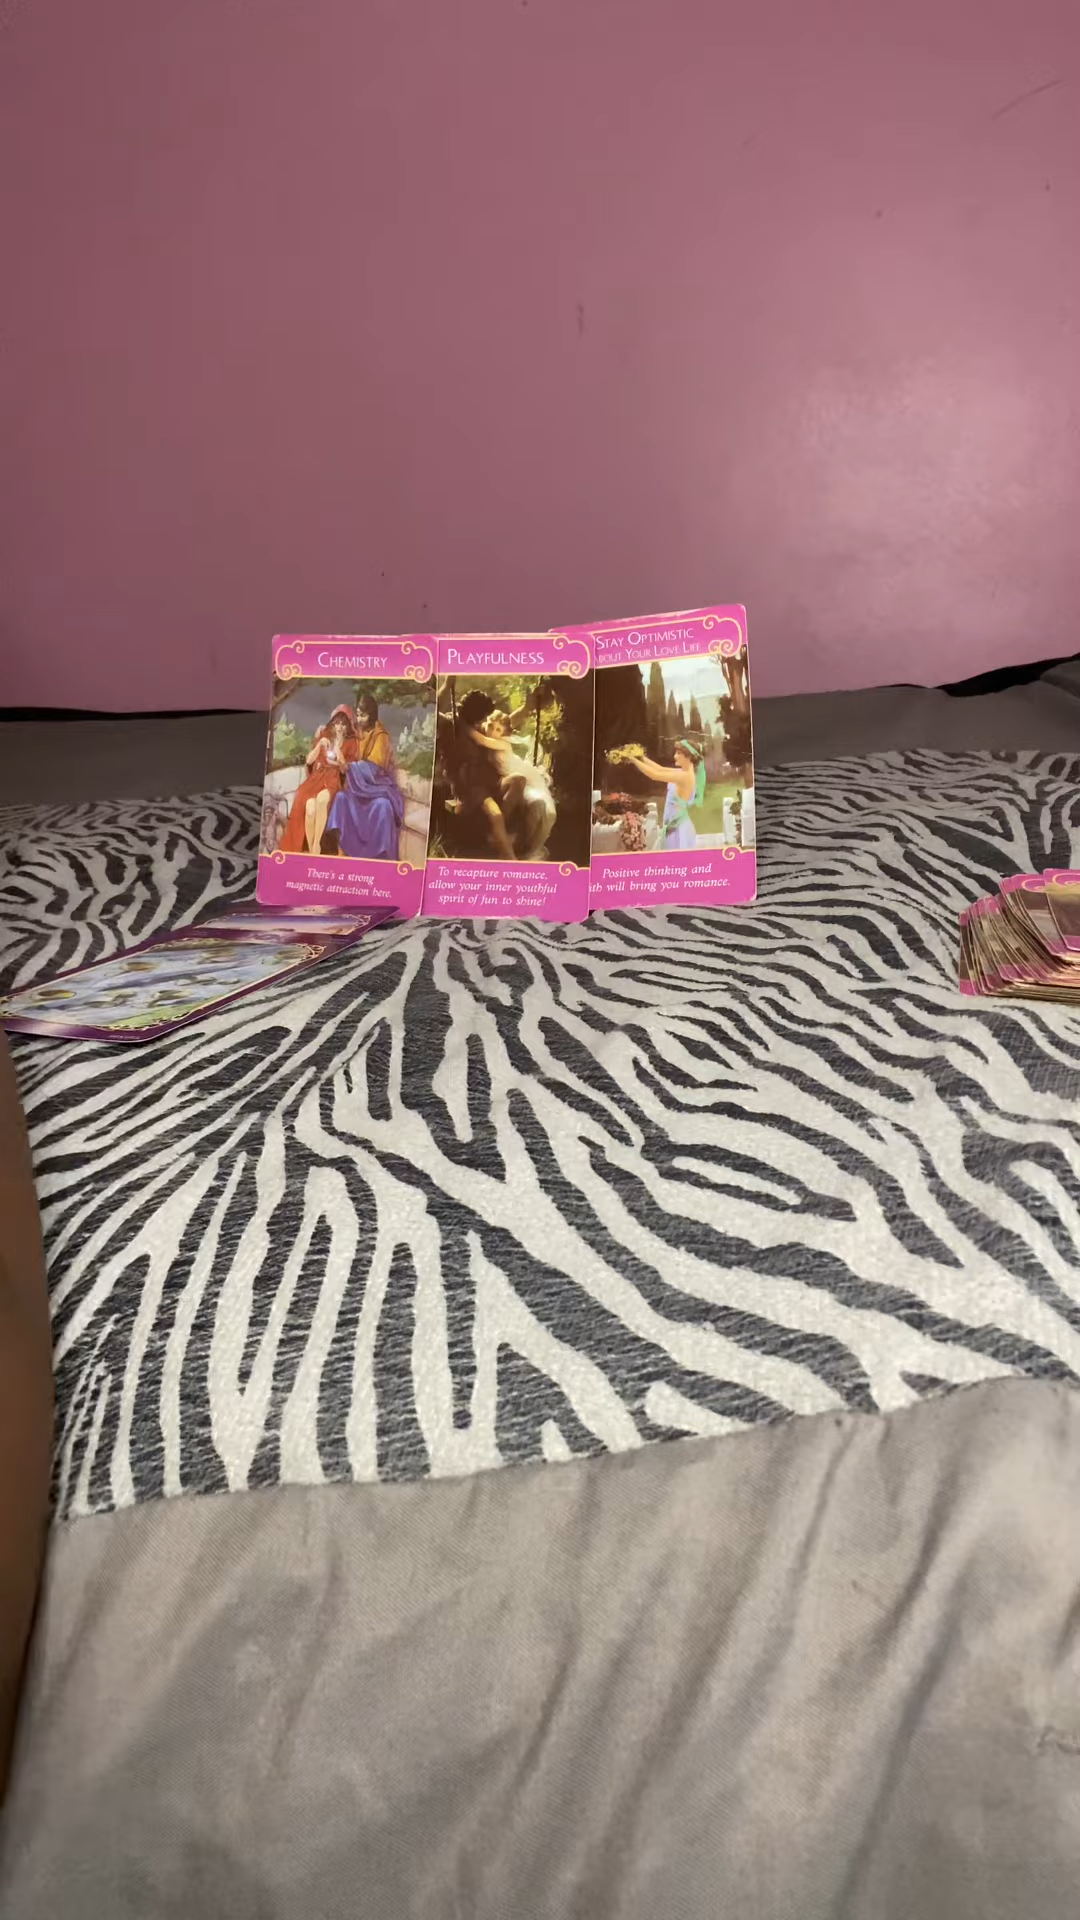 CHEMISTRY
There's a strong
magnetic attraction here.
PLAYFULNESS
To recapture romance,
allow your inner youthful
spirit of fun to shine!
STAY OPTIMISTIC
ABOUT YOUR LOVE LIFE
Positive thinking and
will bring you romance.